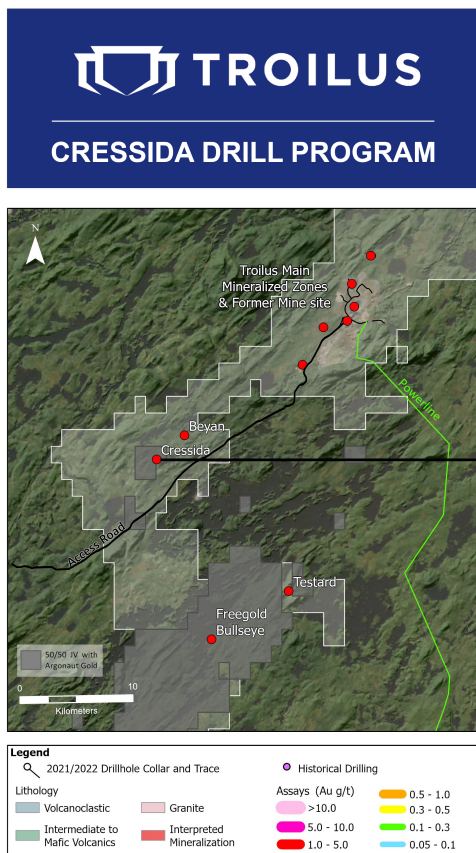 TROILUS
CRESSIDA DRILL PROGRAM
N
Troilus Main
Mineralized Zones
& Former Mine site
Powerline
Beyan
Cressida
Access Road
Testard
Freegold
Bullseye
50/50 JV with
Argonaut Gold
0 10
Kilometers
Legend
2021/2022 Drillhole Collar and Trace
Historical Drilling
Lithology
Volcanoclastic
Granite
Intermediate to
Mafic Volcanics
Interpreted
Mineralization
Assays (Au g/t)
>10.0
5.0 - 10.0
1.0 - 5.0
0.5 - 1.0
0.3 - 0.5
0.1 - 0.3
0.05 - 0.1